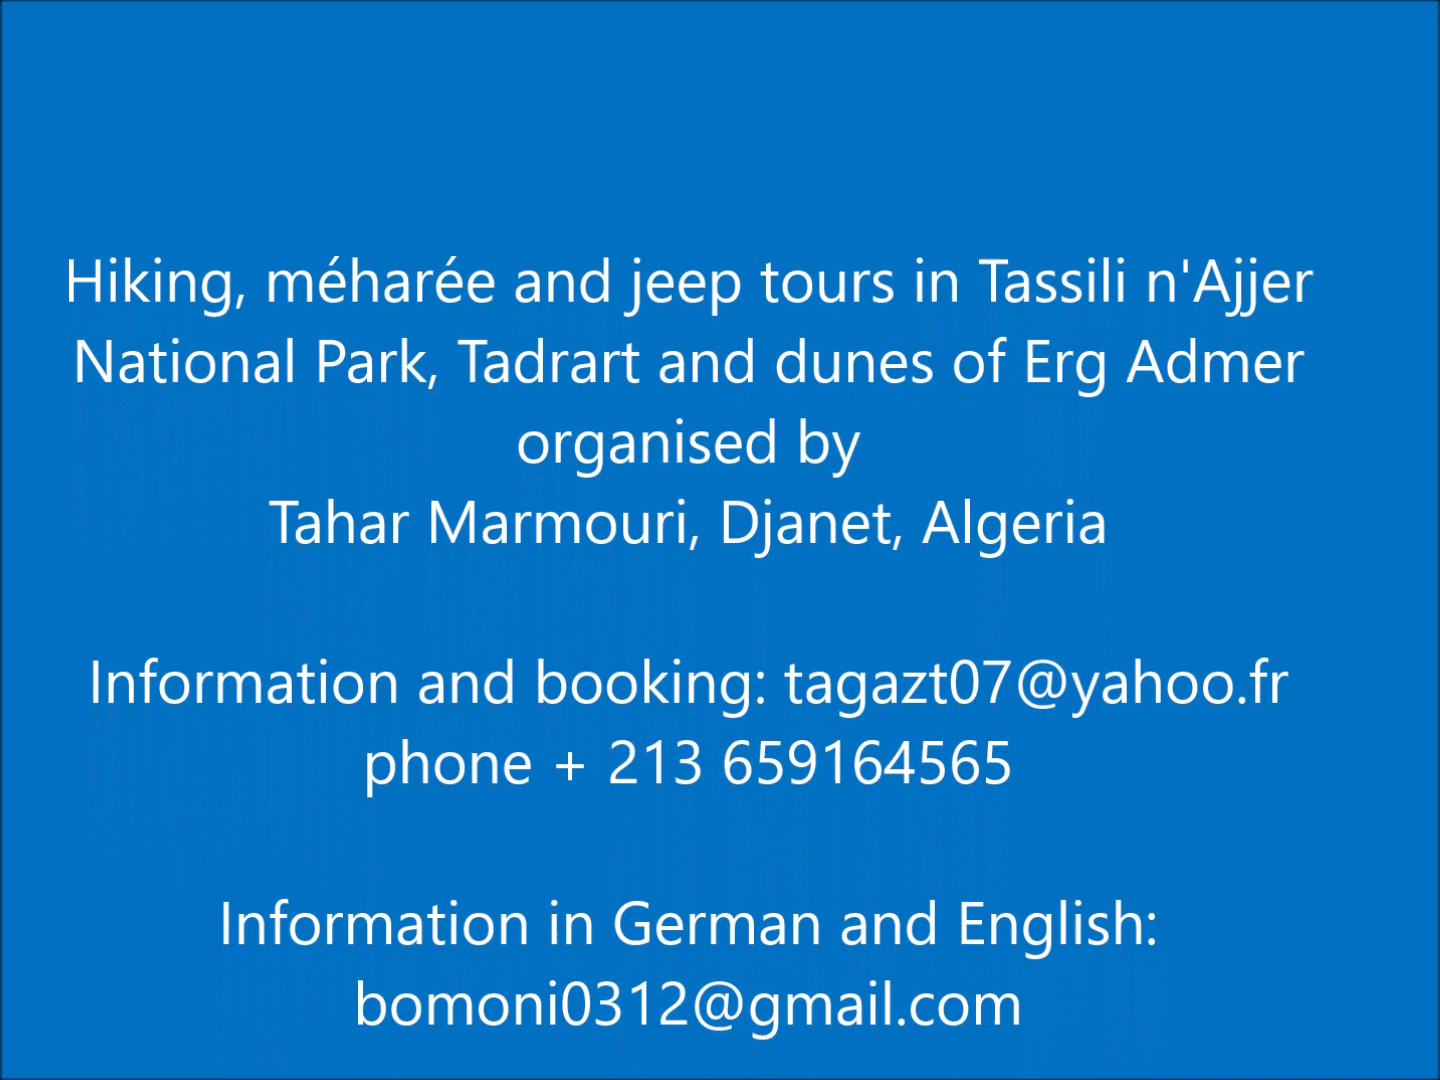 Hiking, méharée and jeep tours in Tassili n'Ajjer
National Park, Tadrart and dunes of Erg Admer
organised by
Tahar Marmouri, Djanet, Algeria
Information and booking: tagazt07@yahoo.fr
phone + 213 659164565
Information in German and English:
bomoni0312@gmail.com